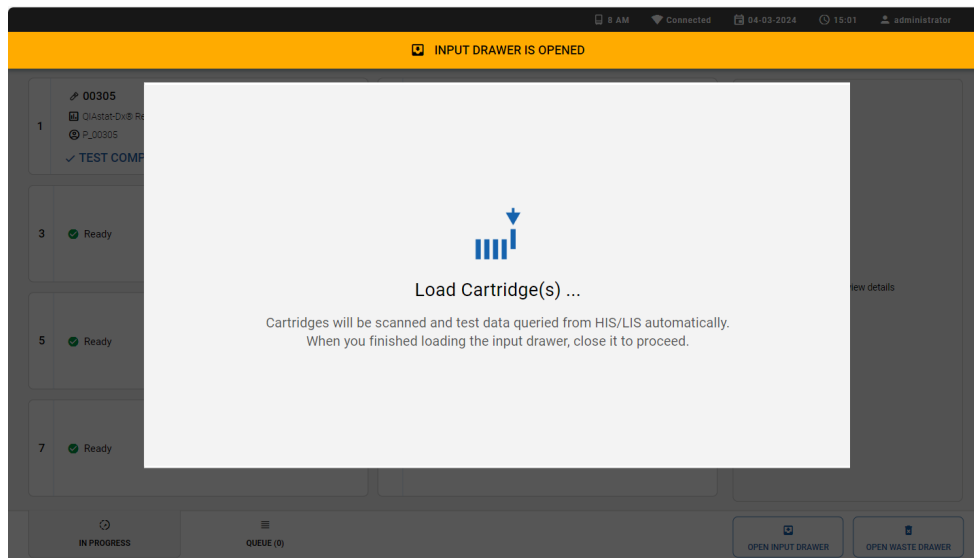 8 AM Connected 04-03-2024 15:01 administrator
INPUT DRAWER IS OPENED
1
00305
QIAstat-Dx® Re
P_00305
TEST COMP
3 Ready
Load Cartridge(s) ...
iew details
Cartridges will be scanned and test data queried from HIS/LIS automatically.
When you finished loading the input drawer, close it to proceed.
5 Ready
7 Ready
IN PROGRESS
QUEUE (0)
OPEN INPUT DRAWER
OPEN WASTE DRAWER